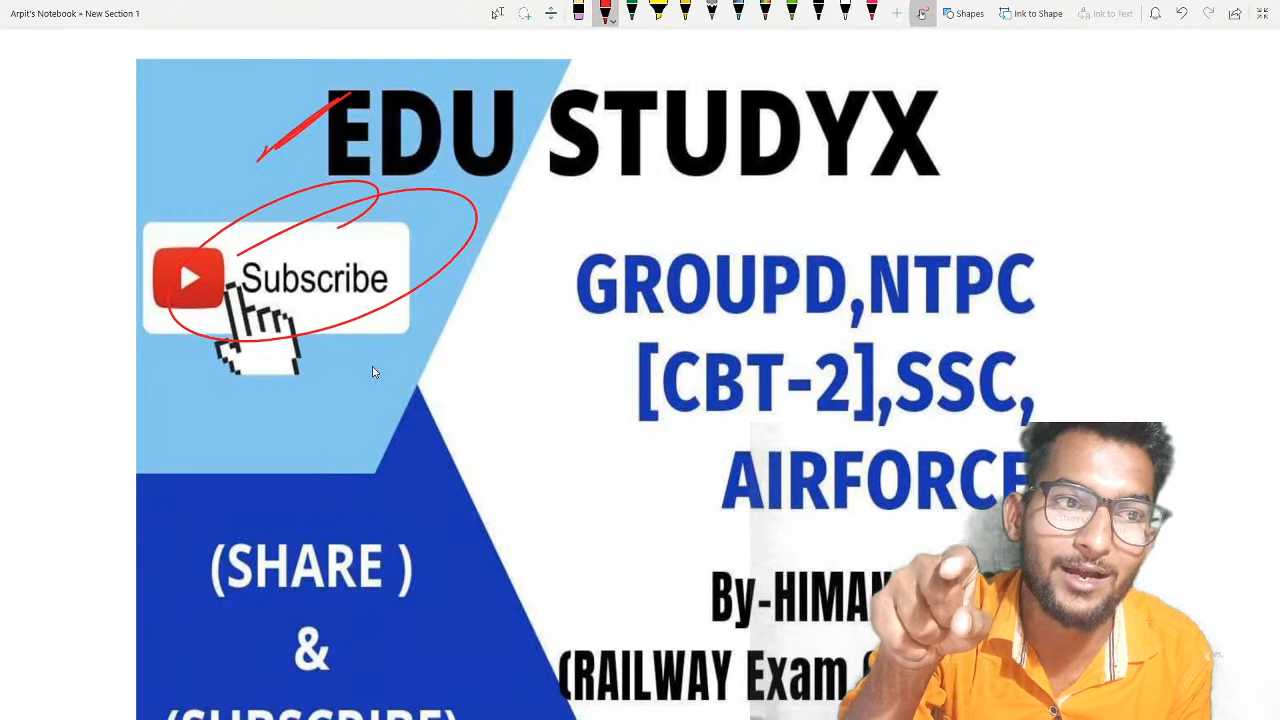 Arpit's Notebook » New Section 1
Shapes
Ink to Shape
Ink to Text
EDU STUDYX
Subscribe
GROUPD,NTPC
[CBT-2],SSC,
AIRFORCE
(SHARE )
&
(SUBSCRIBE)
By-HIMAN
(RAILWAY Exam